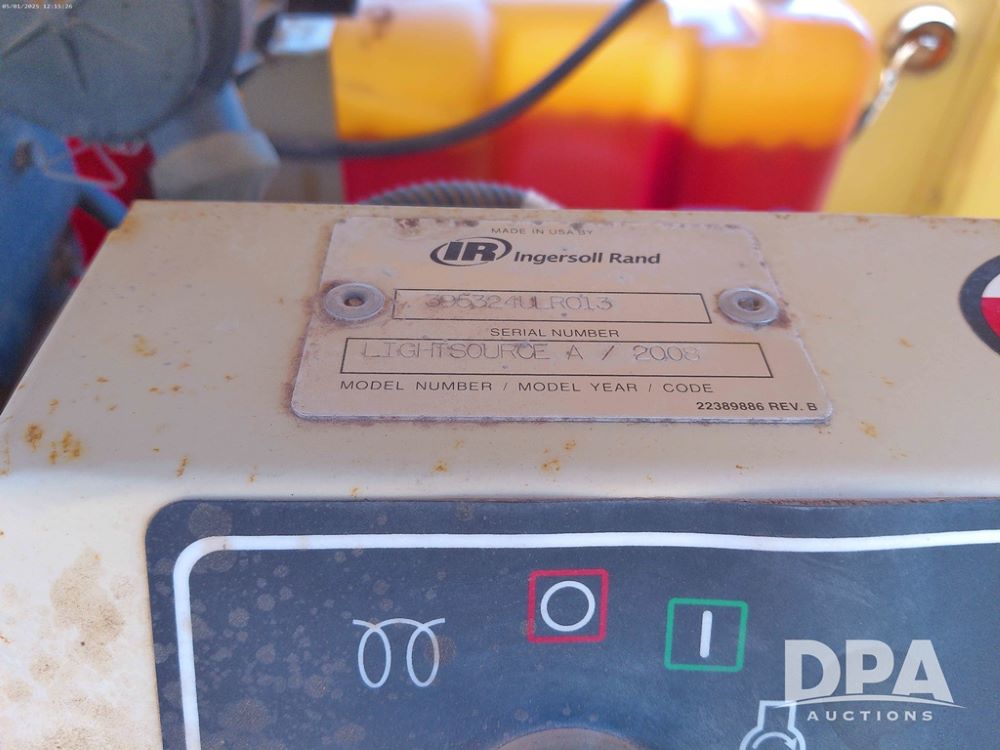 05/01/2025 12:15:26
MADE IN USA BY
IR Ingersoll Rand
395324ULR013
SERIAL NUMBER
LIGHTSOURCE A / 2008
MODEL NUMBER / MODEL YEAR / CODE
22389886 REV. B
DPA
AUCTIONS